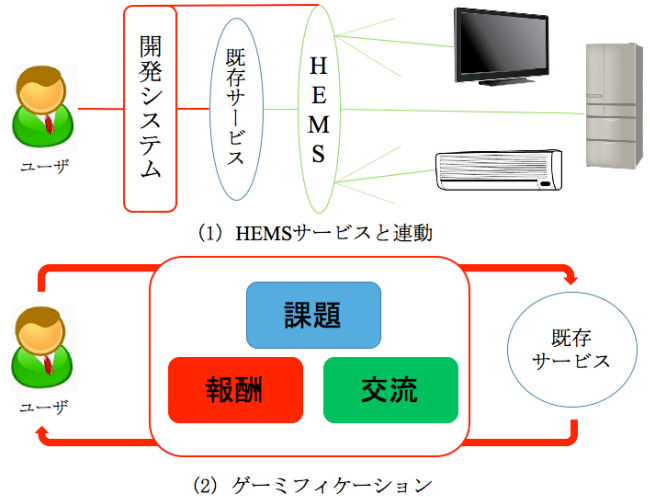 ユーザ
開発システム
既存サービス
HEMS
(1) HEMSサービスと連動
課題
報酬
交流
ユーザ
既存
サービス
(2) ゲーミフィケーション